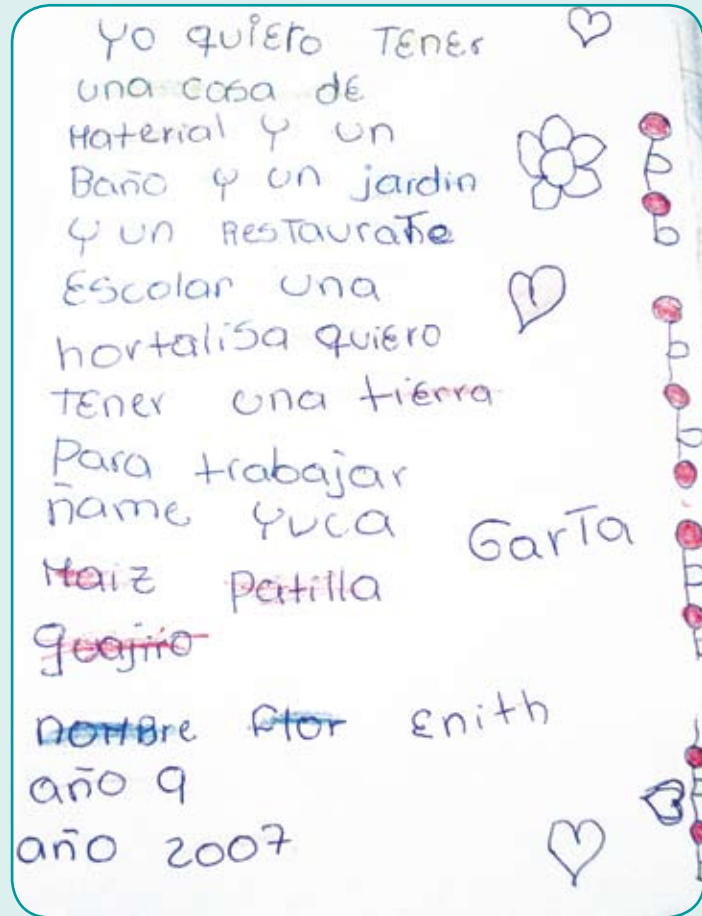 Yo quiero Tener
una casa de
Material y un
Baño y un jardin
y un Restaurante
Escolar una
hortalisa quiero
Tener una tierra
Para trabajar
ñame yuca GarTa
Maiz Patilla
guajiro
noMBre Flor Enith
año 9
año 2007